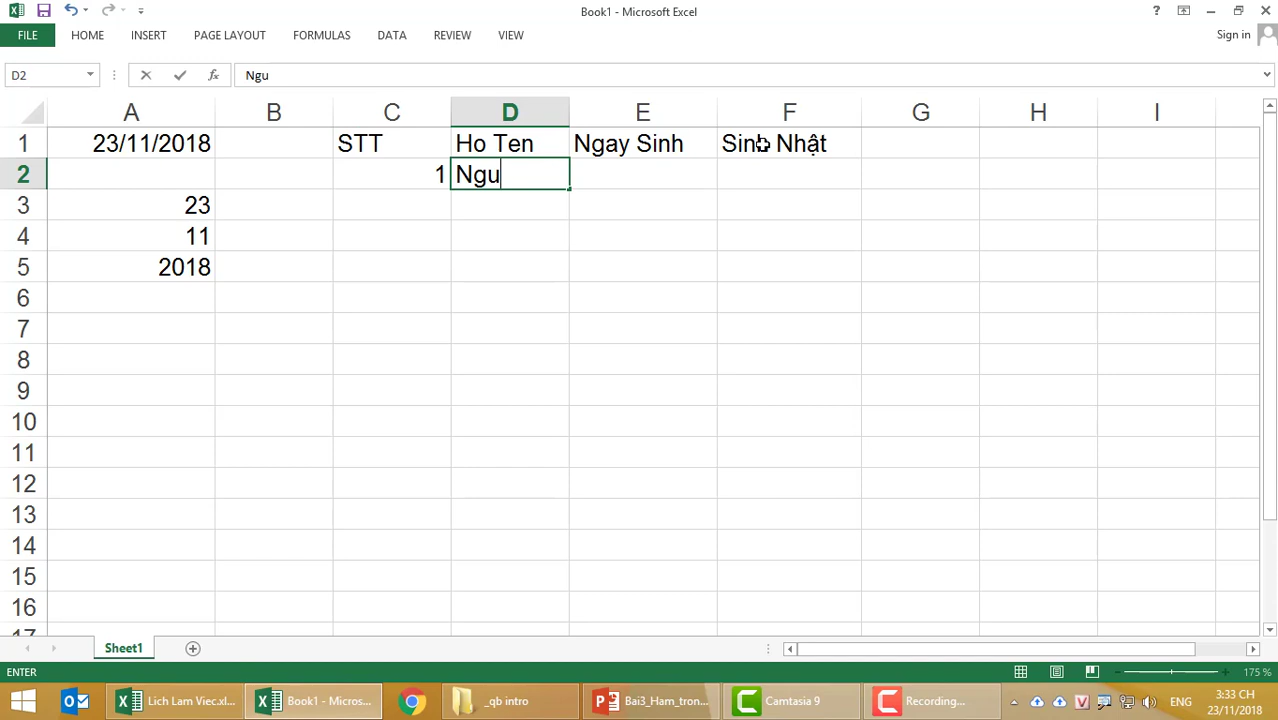 Book1 - Microsoft Excel
?
FILE HOME INSERT PAGE LAYOUT FORMULAS DATA REVIEW VIEW Sign in
D2 fx Ngu
A B C D E F G H I
1 23/11/2018 STT Ho Ten Ngay Sinh Sinh Nhật
2 1 Ngu
3 23
4 11
5 2018
6
7
8
9
10
11
12
13
14
15
16
17
Sheet1
ENTER 175 %
Lich Lam Viec.xl... Book1 - Micros... _qb intro Bai3_Ham_tron... Camtasia 9 Recording... ENG 3:33 CH
23/11/2018